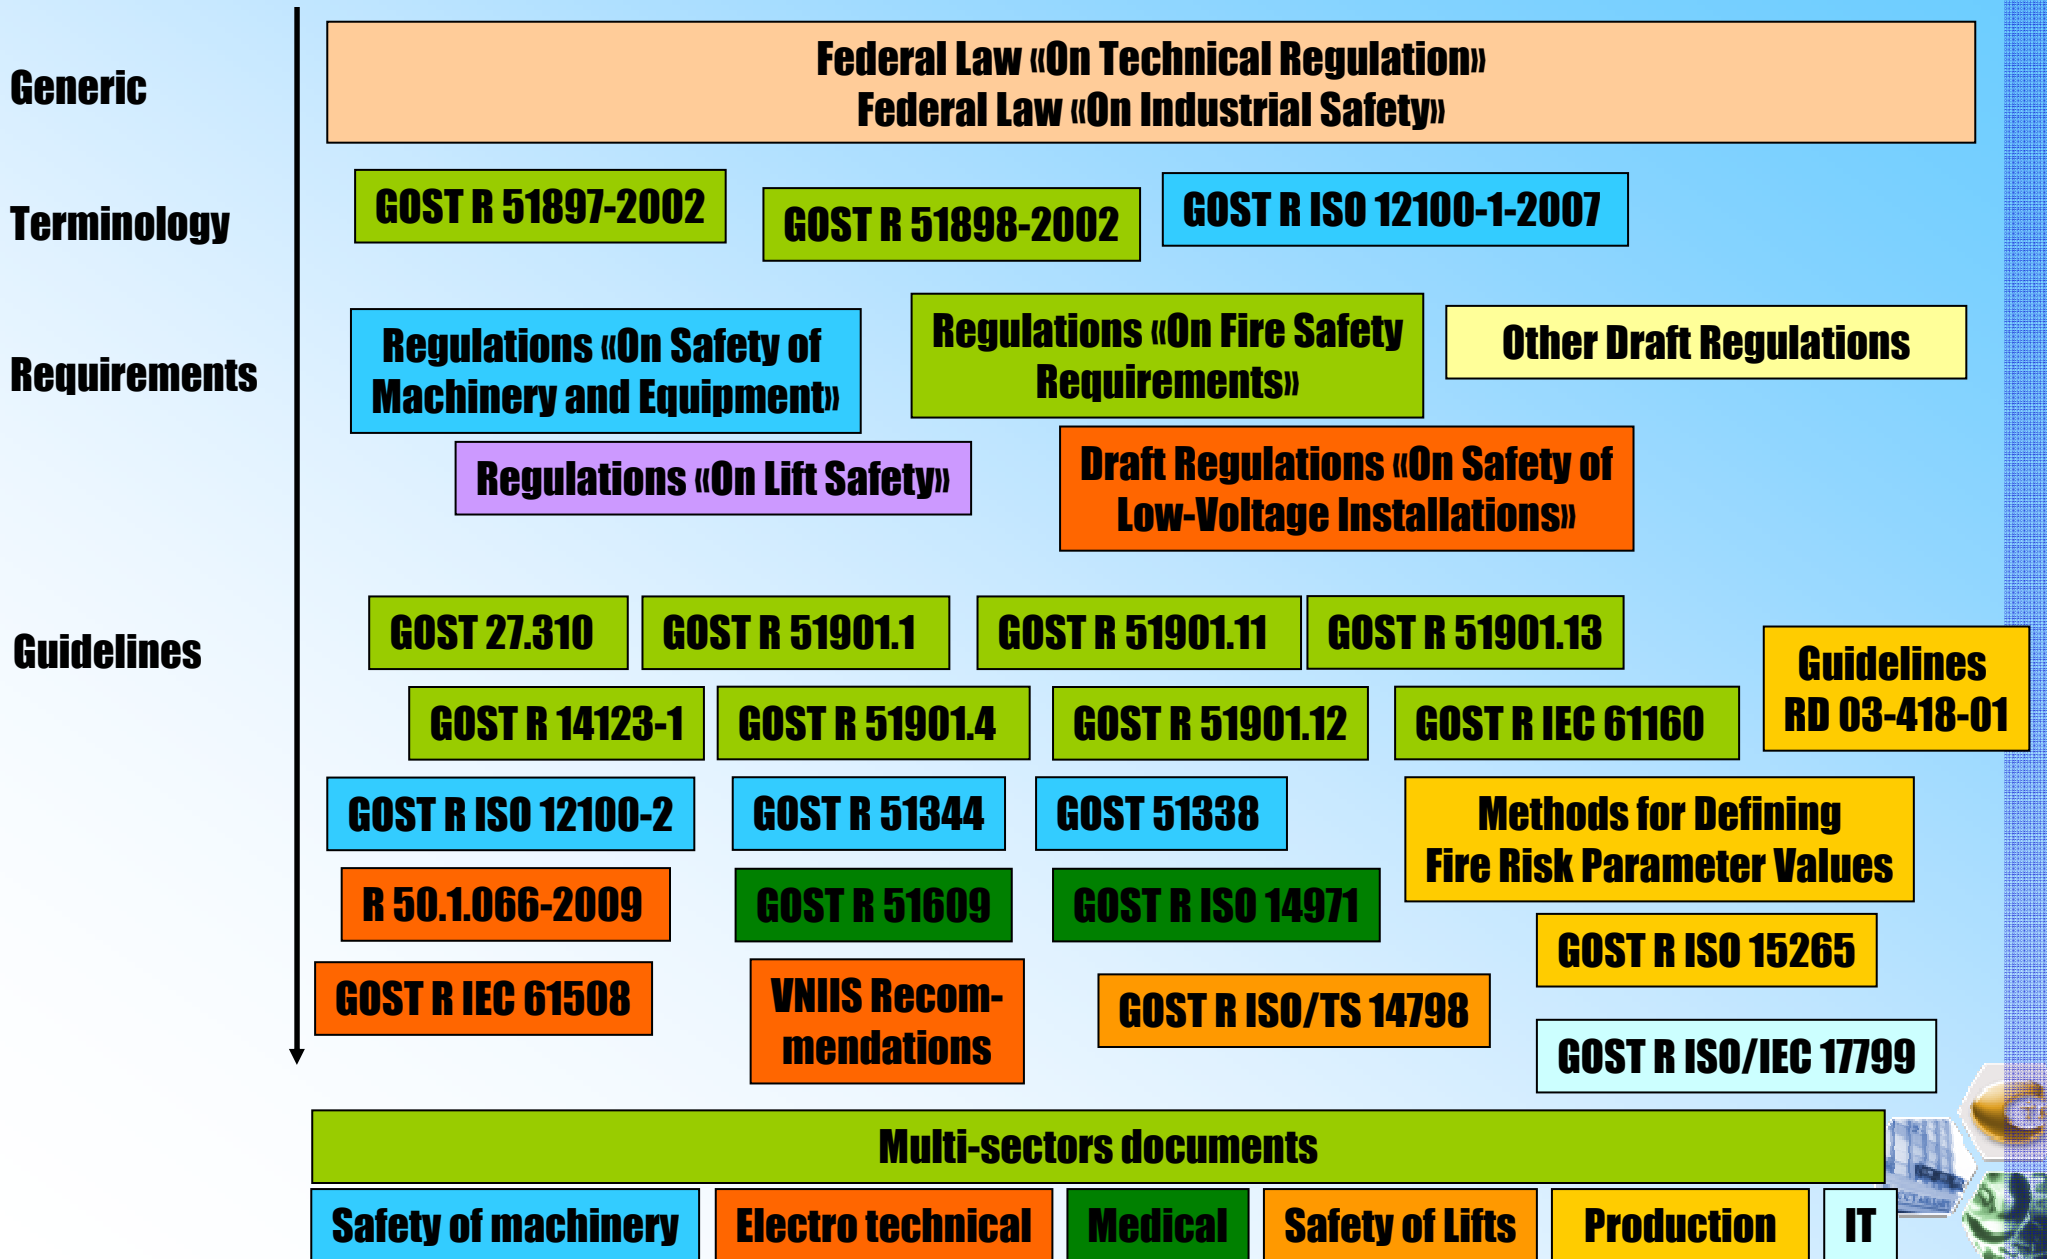 Generic
Federal Law «On Technical Regulation»
Federal Law «On Industrial Safety»
Terminology
GOST R 51897-2002
GOST R 51898-2002
GOST R ISO 12100-1-2007
Requirements
Regulations «On Safety of
Machinery and Equipment»
Regulations «On Fire Safety
Requirements»
Other Draft Regulations
Regulations «On Lift Safety»
Draft Regulations «On Safety of
Low-Voltage Installations»
Guidelines
GOST 27.310
GOST R 51901.1
GOST R 51901.11
GOST R 51901.13
Guidelines
RD 03-418-01
GOST R 14123-1
GOST R 51901.4
GOST R 51901.12
GOST R IEC 61160
GOST R ISO 12100-2
GOST R 51344
GOST 51338
Methods for Defining
Fire Risk Parameter Values
R 50.1.066-2009
GOST R 51609
GOST R ISO 14971
GOST R ISO 15265
GOST R IEC 61508
VNIIS Recom-
mendations
GOST R ISO/TS 14798
GOST R ISO/IEC 17799
Multi-sectors documents
Safety of machinery
Electro technical
Medical
Safety of Lifts
Production
IT